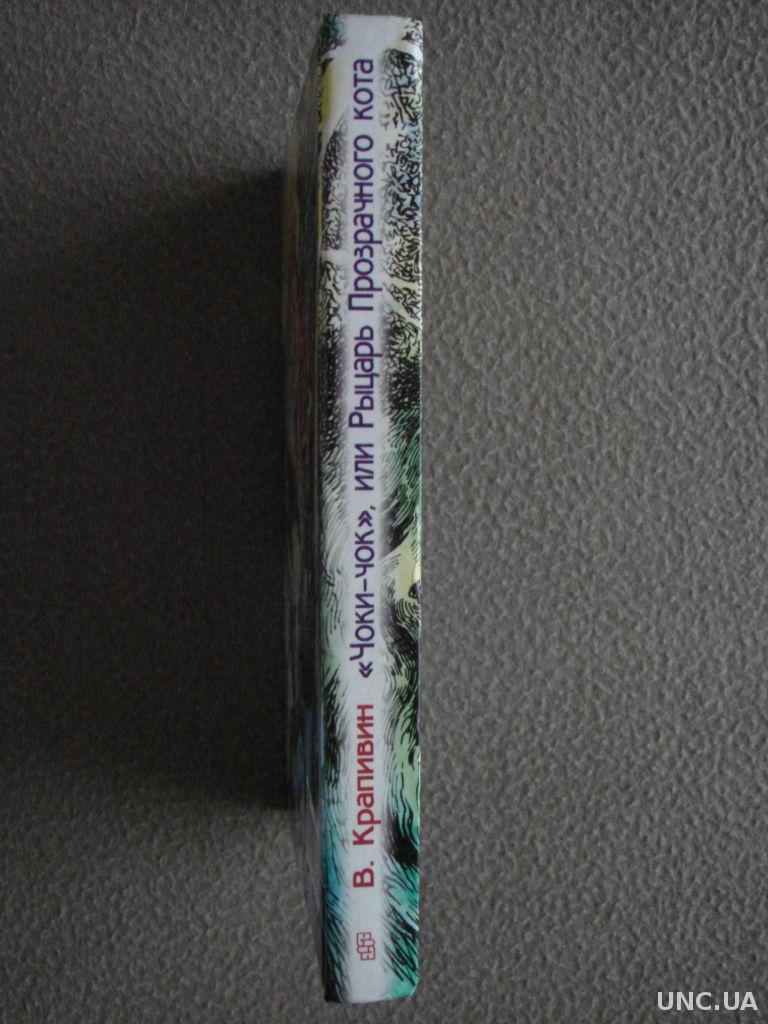 В. Крапивин «Чоки-чок», или Рыцарь Прозрачного кота
UNC.UA